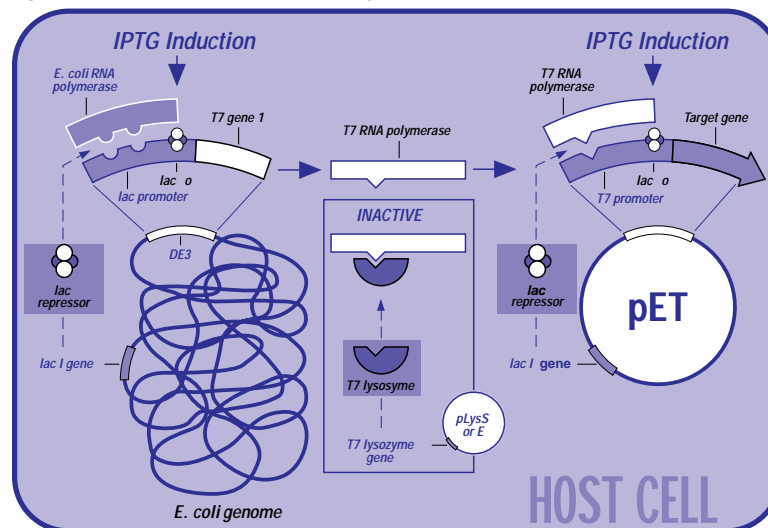 IPTG Induction
E. coli RNA
polymerase
T7 gene 1
lac o
lac promoter
DE3
lac
repressor
lac I gene
E. coli genome
T7 RNA polymerase
INACTIVE
T7 lysosyme
T7 lysozyme
gene
pLysS
or E
IPTG Induction
T7 RNA
polymerase
Target gene
lac o
T7 promoter
lac
repressor
lac I gene
pET
HOST CELL